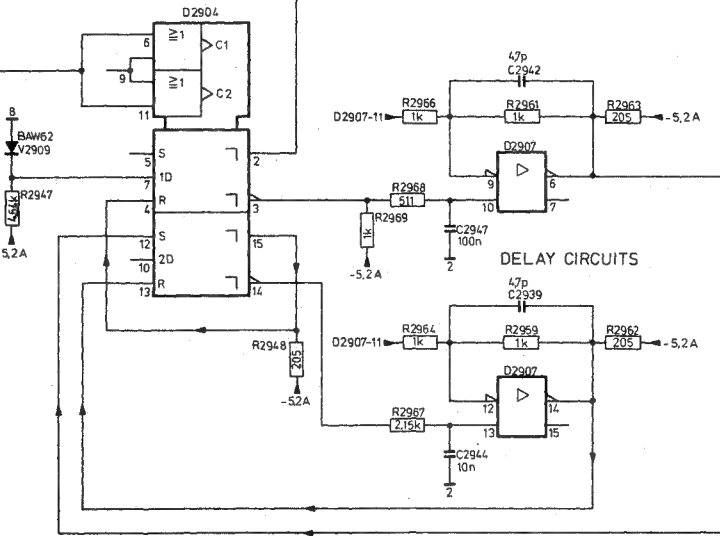 D2904
≥1
6
C1
9
≥1
C2
11
B
BAW62
V2909
S
5
2
1D
7
R2947
4,64k
R
4
3
5,2A
S
12
15
2D
10
R
13
14
R2948
205
-5,2A
4,7p
C2942
R2966
R2961
R2963
D2907-11
1k
1k
205
-5,2A
D2907
9
6
10
7
R2968
511
R2969
1k
C2947
100n
-5,2A
2
DELAY CIRCUITS
4,7p
C2939
R2964
R2959
R2962
D2907-11
1k
1k
205
-5,2A
D2907
12
14
13
15
R2967
2,15k
C2944
10n
2